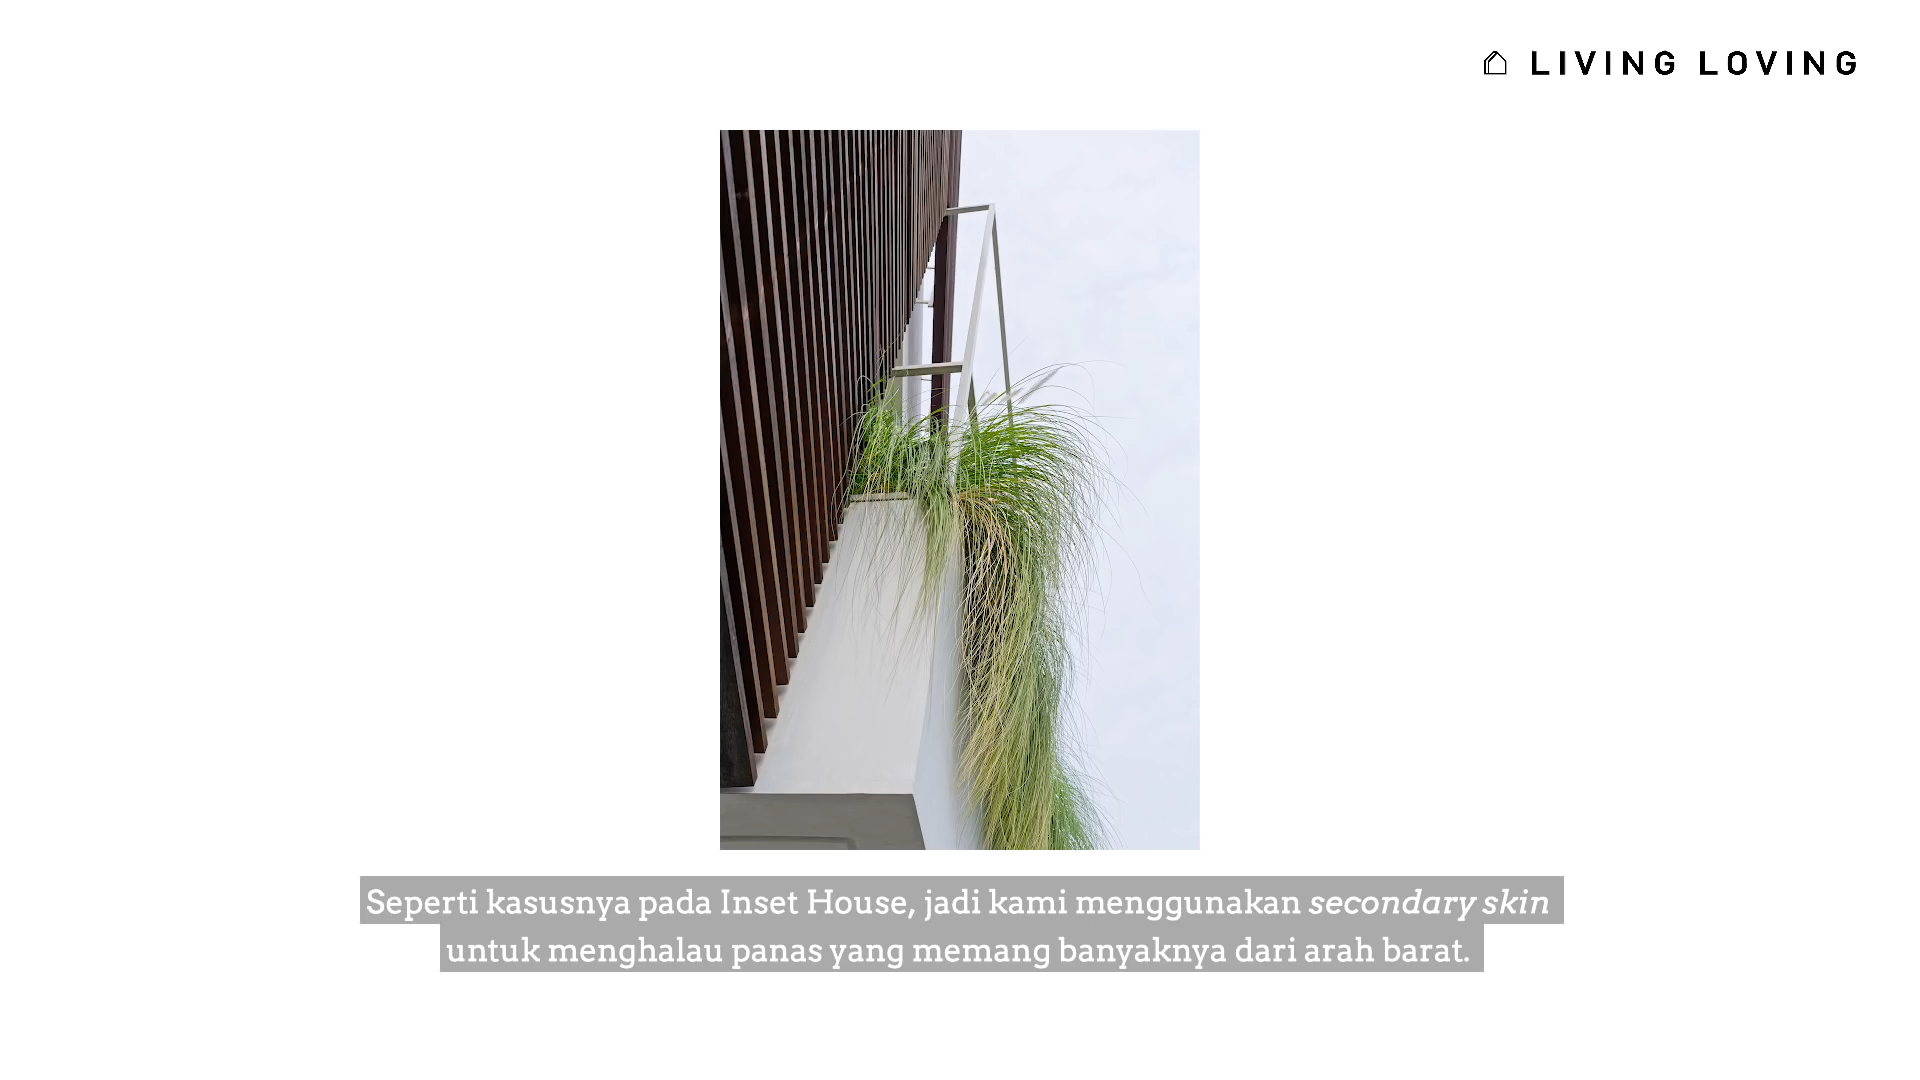 LIVING LOVING
Seperti kasusnya pada Inset House, jadi kami menggunakan secondary skin
untuk menghalau panas yang memang banyaknya dari arah barat.